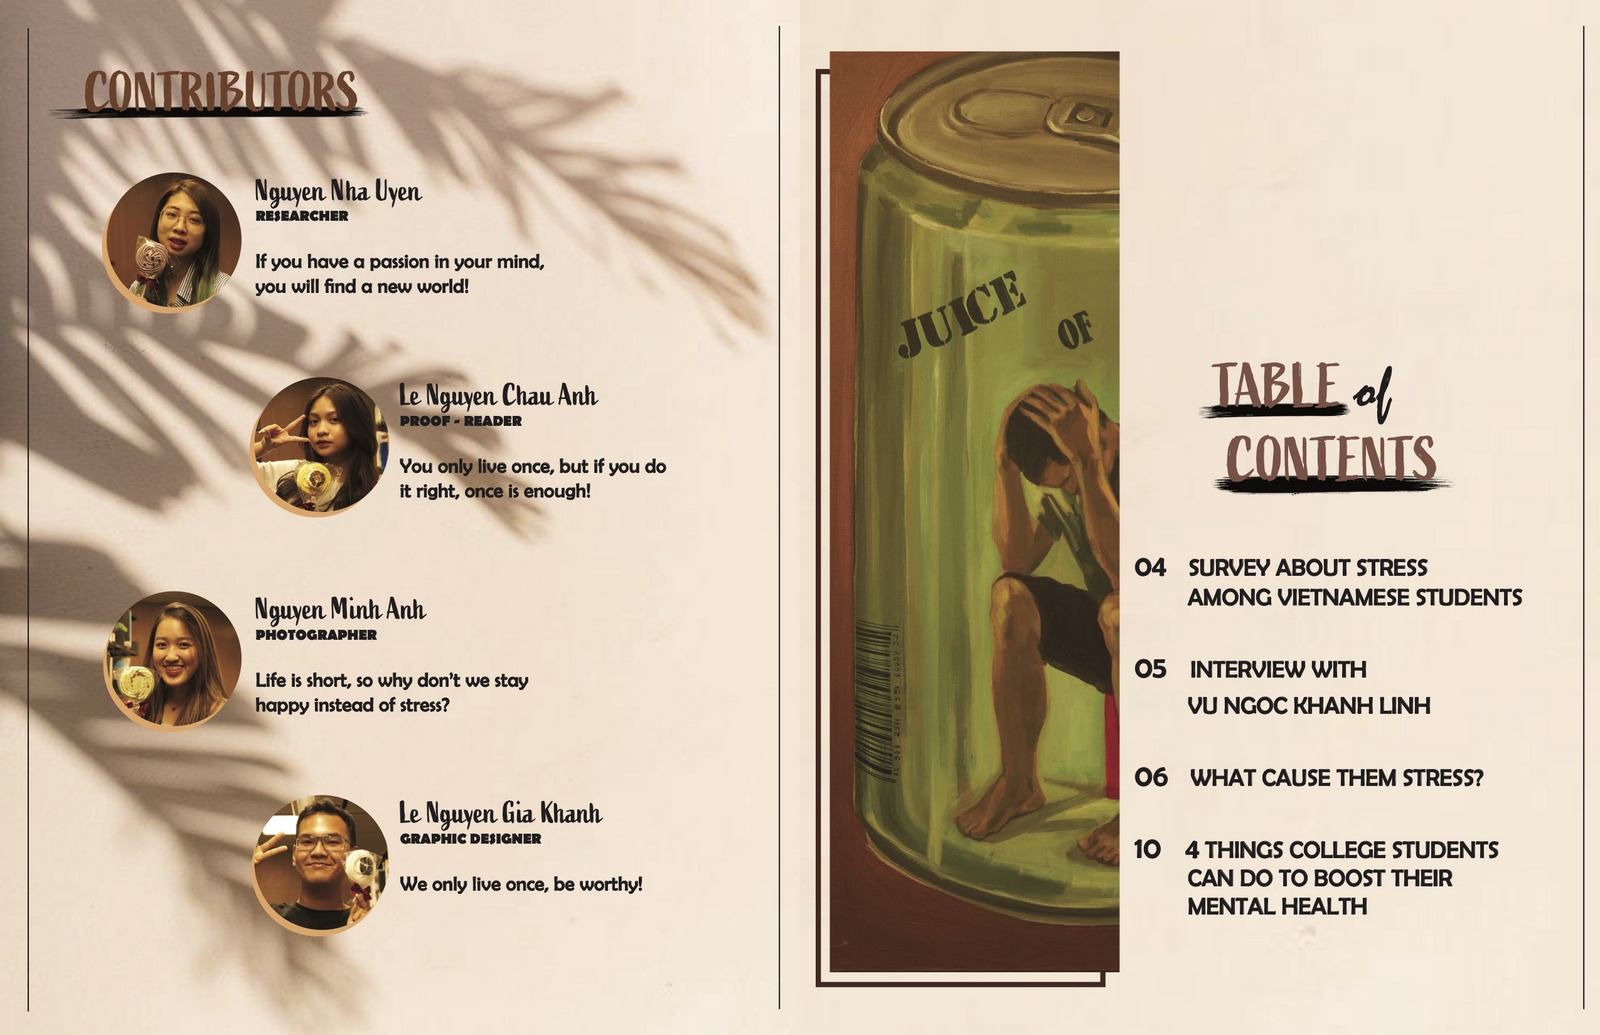 CONTRIBUTORS
Nguyen Nha Uyen
RESEARCHER
If you have a passion in your mind,
you will find a new world!
Le Nguyen Chau Anh
PROOF - READER
You only live once, but if you do
it right, once is enough!
Nguyen Minh Anh
PHOTOGRAPHER
Life is short, so why don't we stay
happy instead of stress?
Le Nguyen Gia Khanh
GRAPHIC DESIGNER
We only live once, be worthy!
JUICE
OF
TABLE of
CONTENTS
04 SURVEY ABOUT STRESS
AMONG VIETNAMESE STUDENTS
05 INTERVIEW WITH
VU NGOC KHANH LINH
06 WHAT CAUSE THEM STRESS?
10 4 THINGS COLLEGE STUDENTS
CAN DO TO BOOST THEIR
MENTAL HEALTH